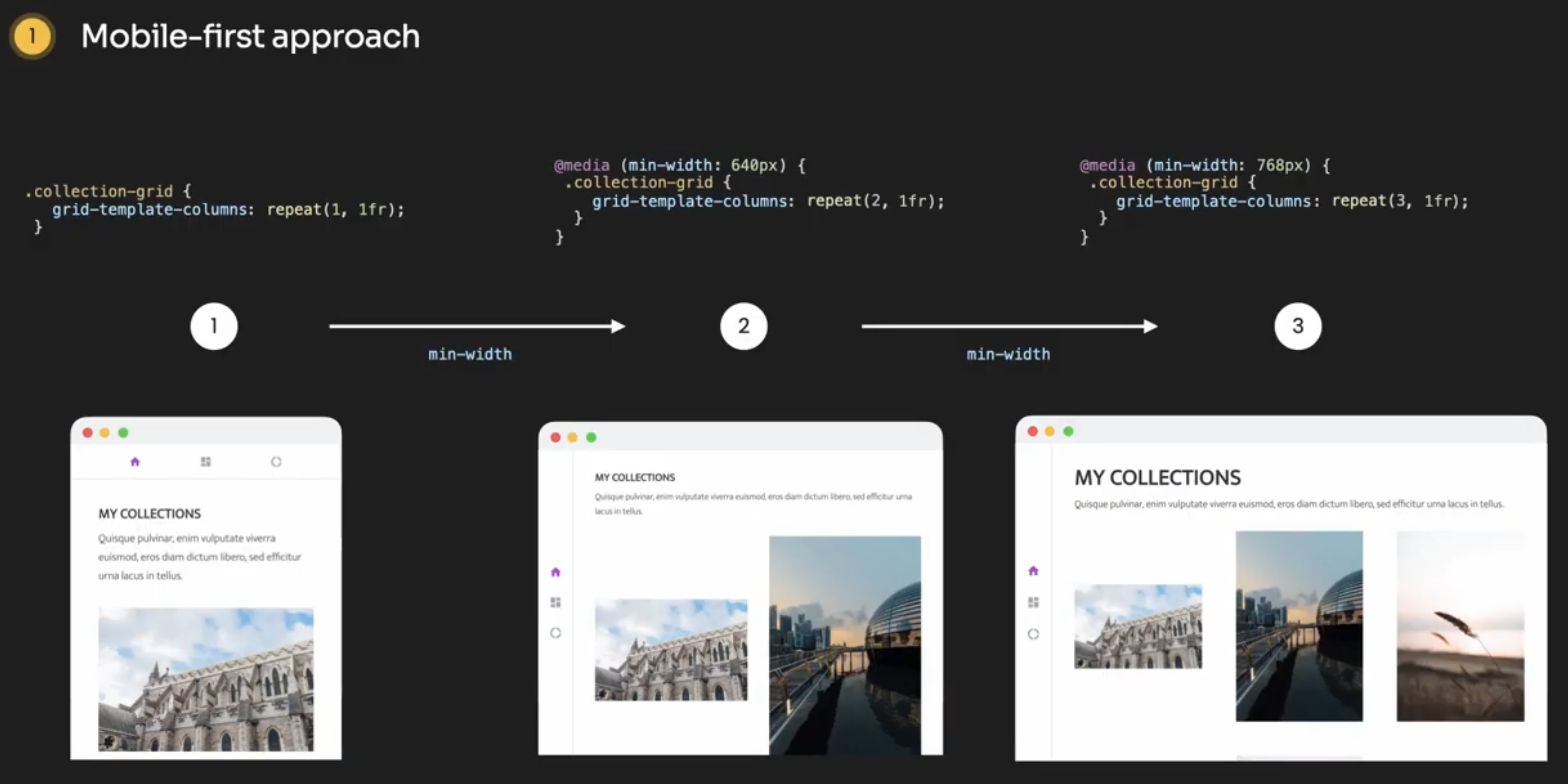 1
Mobile-first approach
.collection-grid {
grid-template-columns: repeat(1, 1fr);
}
@media (min-width: 640px) {
.collection-grid {
grid-template-columns: repeat(2, 1fr);
}
}
@media (min-width: 768px) {
.collection-grid {
grid-template-columns: repeat(3, 1fr);
}
}
1
min-width
2
min-width
3
MY COLLECTIONS
Quisque pulvinar, enim vulputate viverra
euismod, eros diam dictum libero, sed efficitur
urna lacus in tellus.
MY COLLECTIONS
Quisque pulvinar, enim vulputate viverra euismod, eros diam dictum libero, sed efficitur urna
lacus in tellus.
MY COLLECTIONS
Quisque pulvinar, enim vulputate viverra euismod, eros diam dictum libero, sed efficitur urna lacus in tellus.